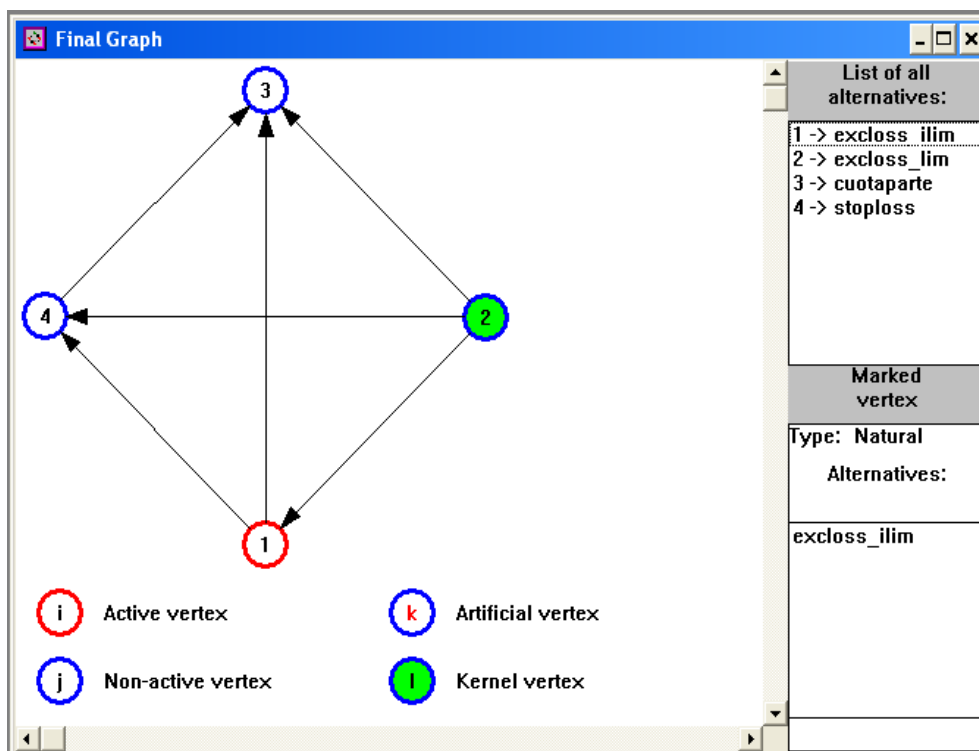 Final Graph
3
4
2
1
i Active vertex
k Artificial vertex
j Non-active vertex
l Kernel vertex
List of all
alternatives:
1 -> excloss_ilim
2 -> excloss_lim
3 -> cuotaparte
4 -> stoploss
Marked
vertex
Type: Natural
Alternatives:
excloss_ilim